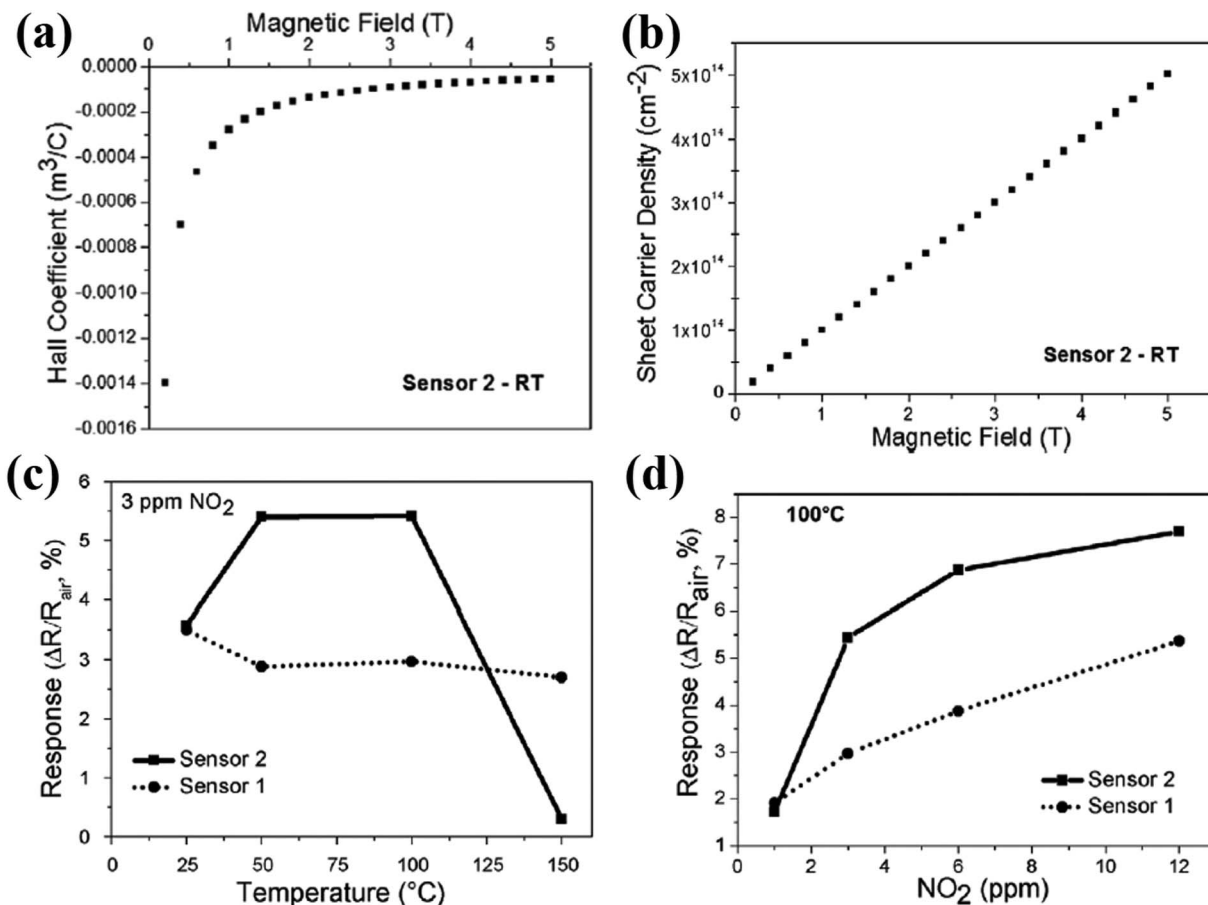 (a)
Magnetic Field (T)
0 1 2 3 4 5
0.0000
-0.0002
-0.0004
-0.0006
-0.0008
-0.0010
-0.0012
-0.0014
-0.0016
Hall Coefficient (m³/C)
Sensor 2 - RT
(b)
5x10¹⁴
4x10¹⁴
3x10¹⁴
2x10¹⁴
1x10¹⁴
0
Sheet Carrier Density (cm⁻²)
Sensor 2 - RT
0 1 2 3 4 5
Magnetic Field (T)
(c)
3 ppm NO₂
6
5
4
3
2
1
0
Response (ΔR/R_air, %)
Sensor 2
Sensor 1
0 25 50 75 100 125 150
Temperature (°C)
(d)
100°C
8
7
6
5
4
3
2
1
Response (ΔR/R_air, %)
Sensor 2
Sensor 1
0 2 4 6 8 10 12
NO₂ (ppm)